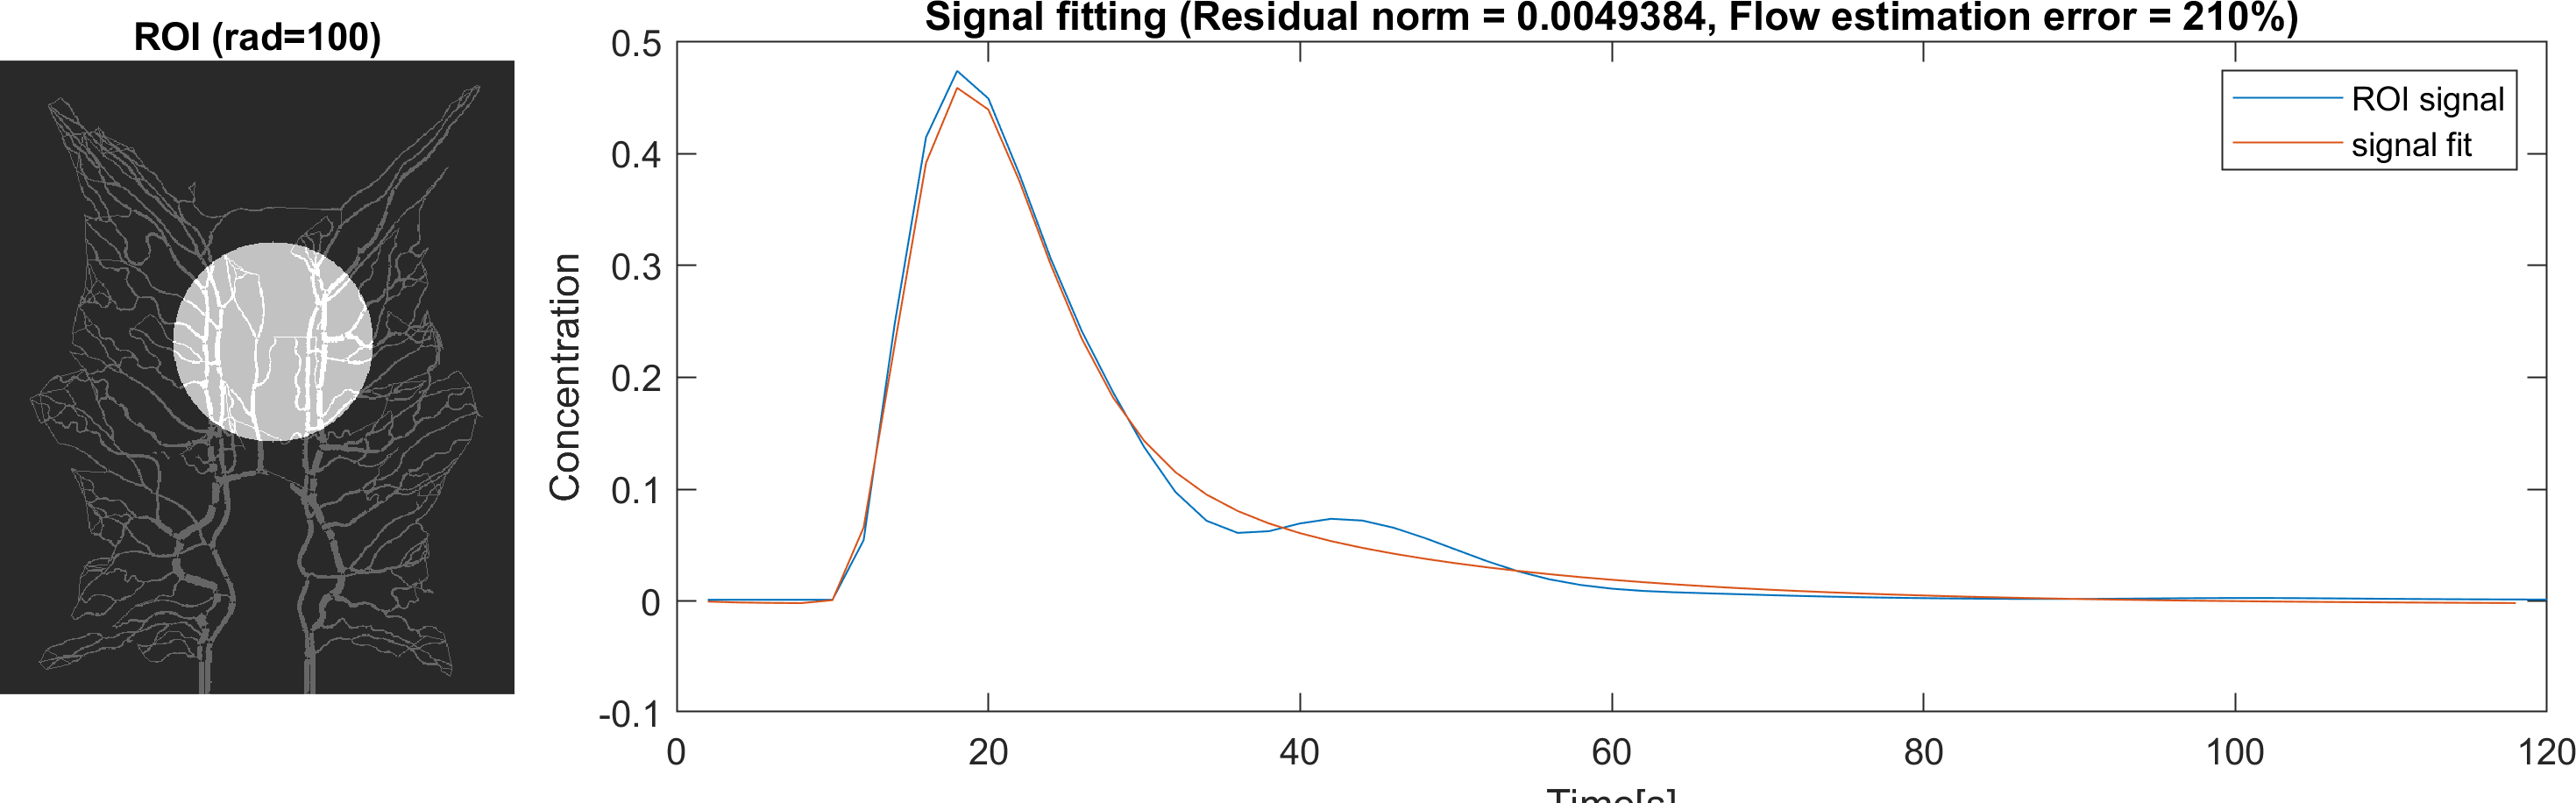 ROI (rad=100)
Signal fitting (Residual norm = 0.0049384, Flow estimation error = 210%)
0.5
0.4
0.3
0.2
0.1
0
-0.1
Concentration
ROI signal
signal fit
0 20 40 60 80 100 120
Time[s]